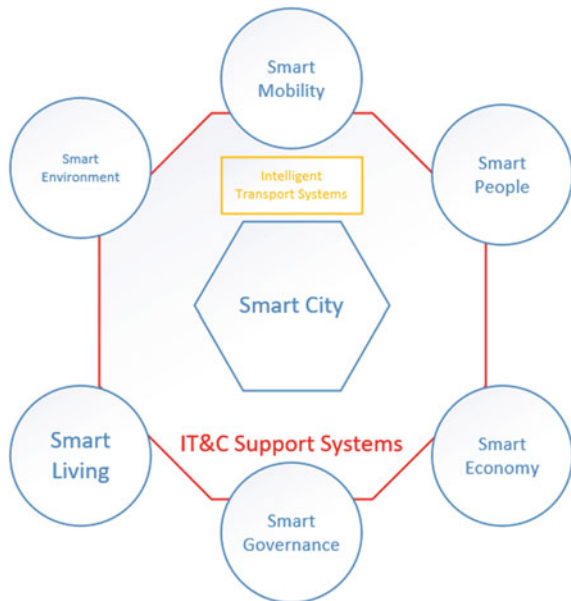 Smart
Mobility
Smart
Environment
Intelligent
Transport Systems
Smart
People
Smart City
Smart
Living
IT&C Support Systems
Smart
Economy
Smart
Governance